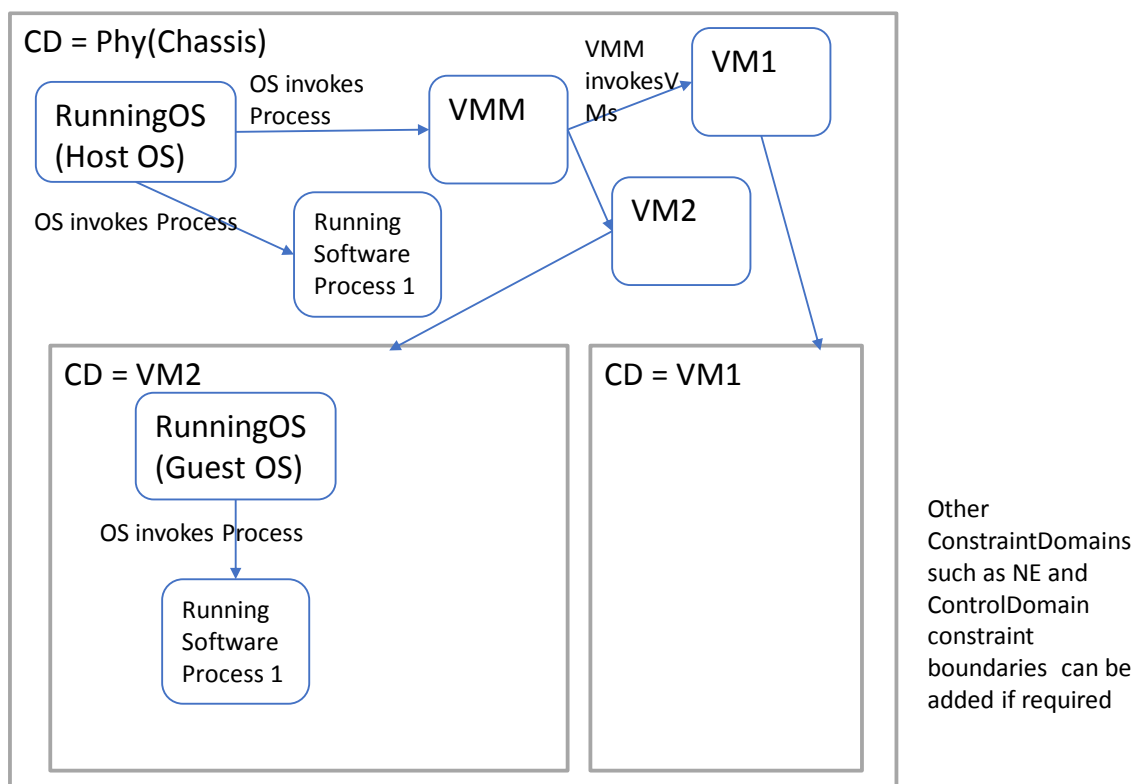 CD = Phy(Chassis)
RunningOS
(Host OS)
OS invokes
Process
VMM
VMM
invokesV
Ms
VM1
OS invokes Process
Running
Software
Process 1
VM2
CD = VM2
RunningOS
(Guest OS)
OS invokes Process
Running
Software
Process 1
CD = VM1
Other
ConstraintDomains
such as NE and
ControlDomain
constraint
boundaries can be
added if required